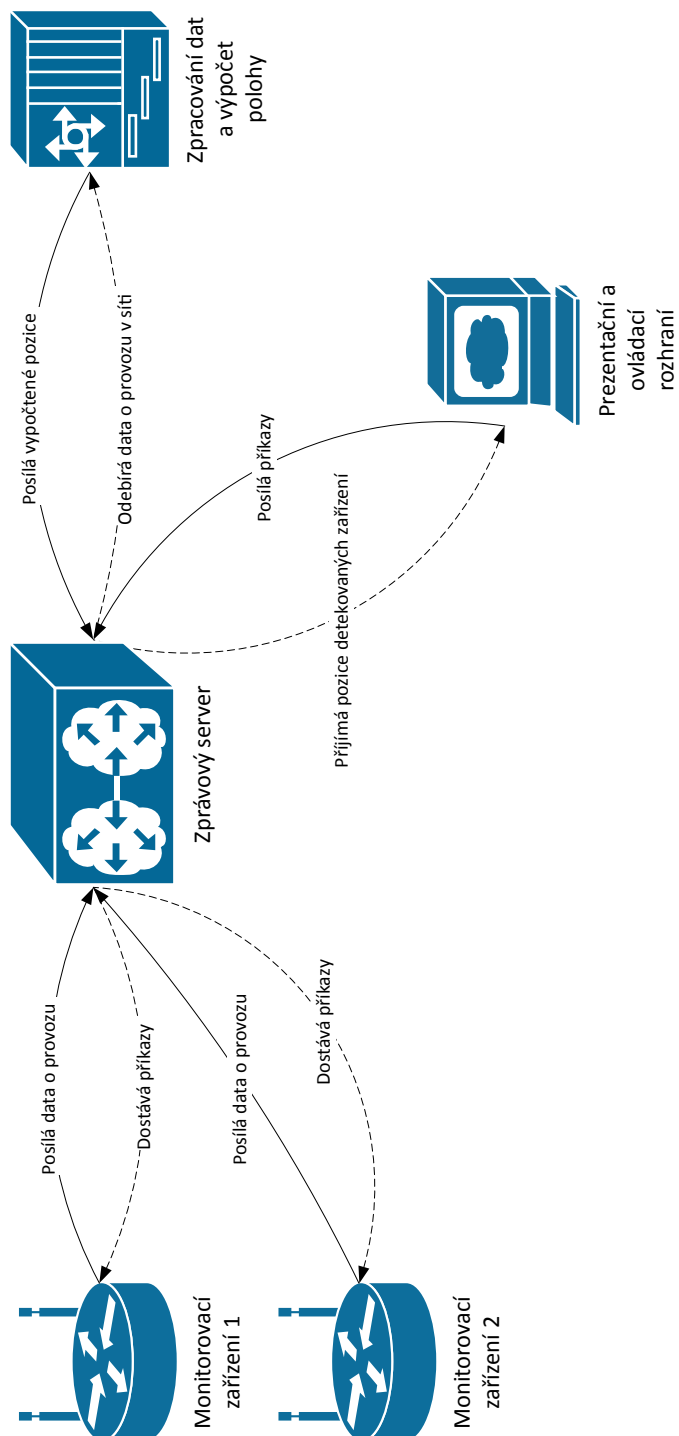 Zpracování dat
a výpočet
polohy
Posílá vypočtené pozice
Odebírá data o provozu v síti
Prezentační a
ovládací
rozhraní
Posílá příkazy
Příjímá pozice detekovaných zařízení
Zprávový server
Posílá data o provozu
Dostává příkazy
Posílá data o provozu
Dostává příkazy
Monitorovací
zařízení 1
Monitorovací
zařízení 2